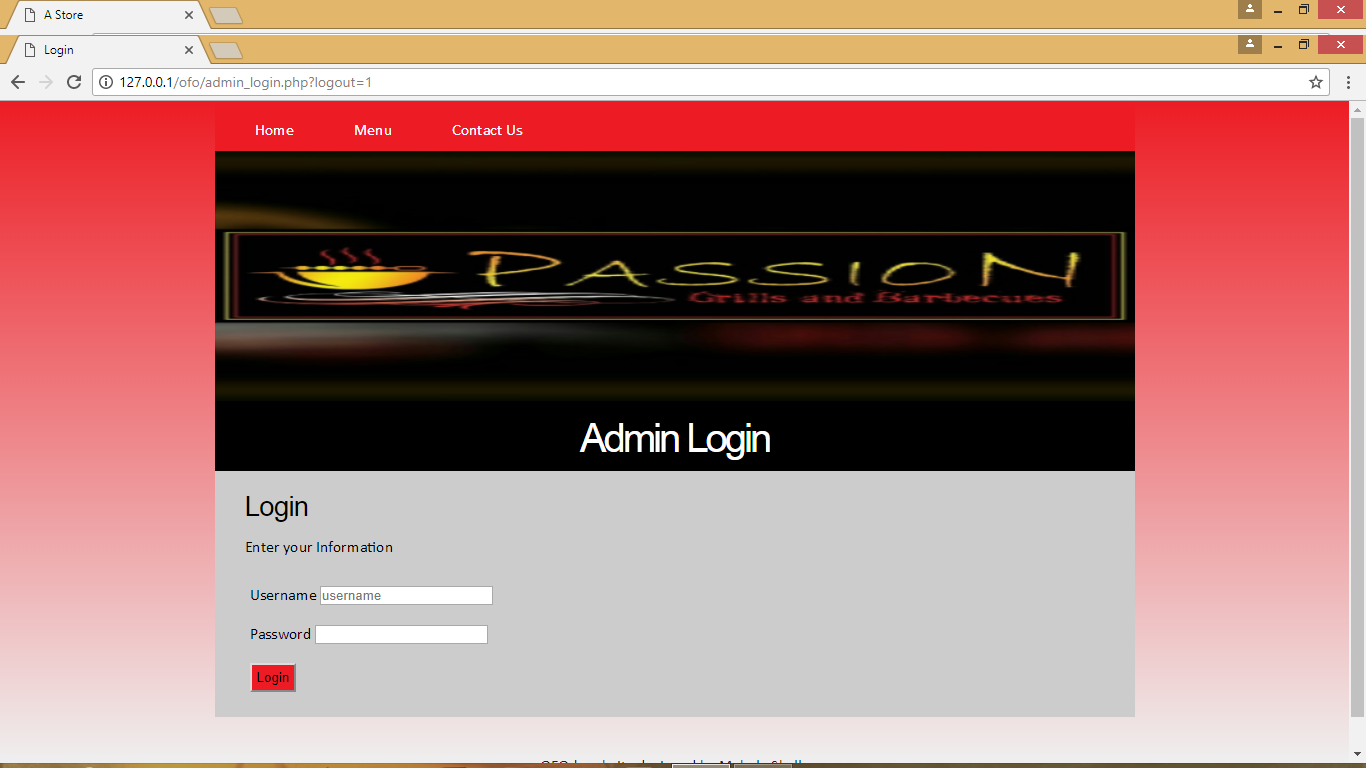 A Store
Login
127.0.0.1/ofo/admin_login.php?logout=1
Home Menu Contact Us
PASSION
Grills and Barbecues
Admin Login
Login
Enter your Information
Username username
Password
Login